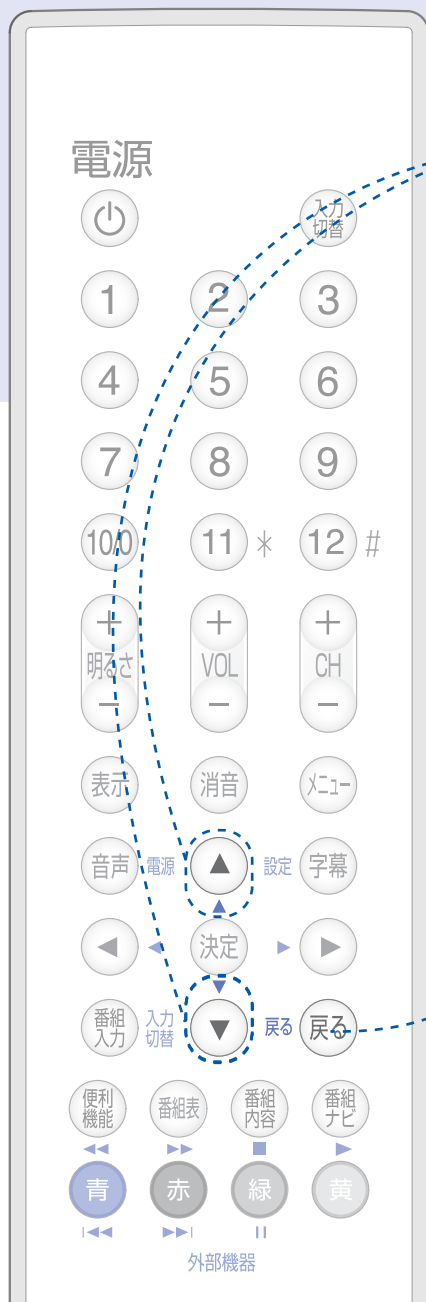 電源
入力
切替
1 2 3
4 5 6
7 8 9
10/0 11 * 12 #
+ + +
明るさ VOL CH
− − −
表示 消音 メニュー
音声 電源 ▲ 設定 字幕
▲
◀ ◀ 決定 ▶ ▶
▼
番組
入力
入力
切替
▼ 戻る 戻る
便利
機能
番組表
番組
内容
番組
ナビ
◀◀ ▶▶ ■ ▶
青 赤 緑 黄
I◀◀ ▶▶I II
外部機器